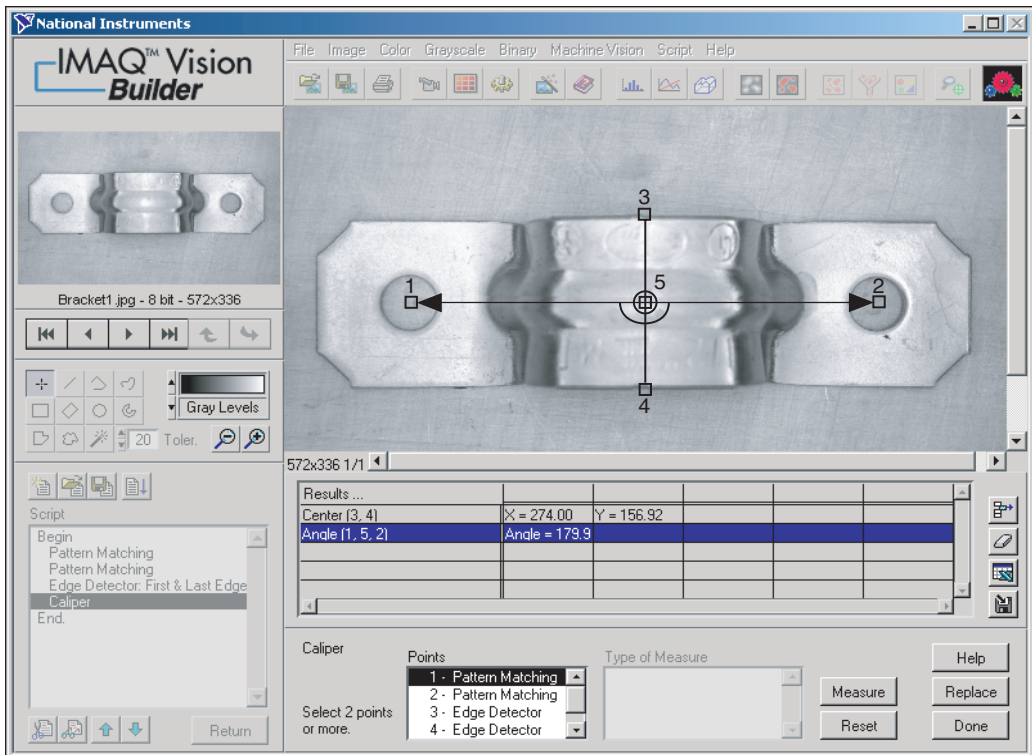 National Instruments
IMAQ™ Vision
Builder
File Image Color Grayscale Binary Machine Vision Script Help
Bracket1.jpg - 8 bit - 572x336
Gray Levels
20 Toler.
3
1
5
2
4
572x336 1/1
Results ...
Center (3, 4) X = 274.00 Y = 156.92
Angle (1, 5, 2) Angle = 179.9
Script
Begin
Pattern Matching
Pattern Matching
Edge Detector: First & Last Edge
Caliper
End.
Return
Caliper
Select 2 points
or more.
Points
1 - Pattern Matching
2 - Pattern Matching
3 - Edge Detector
4 - Edge Detector
Type of Measure
Measure
Reset
Help
Replace
Done